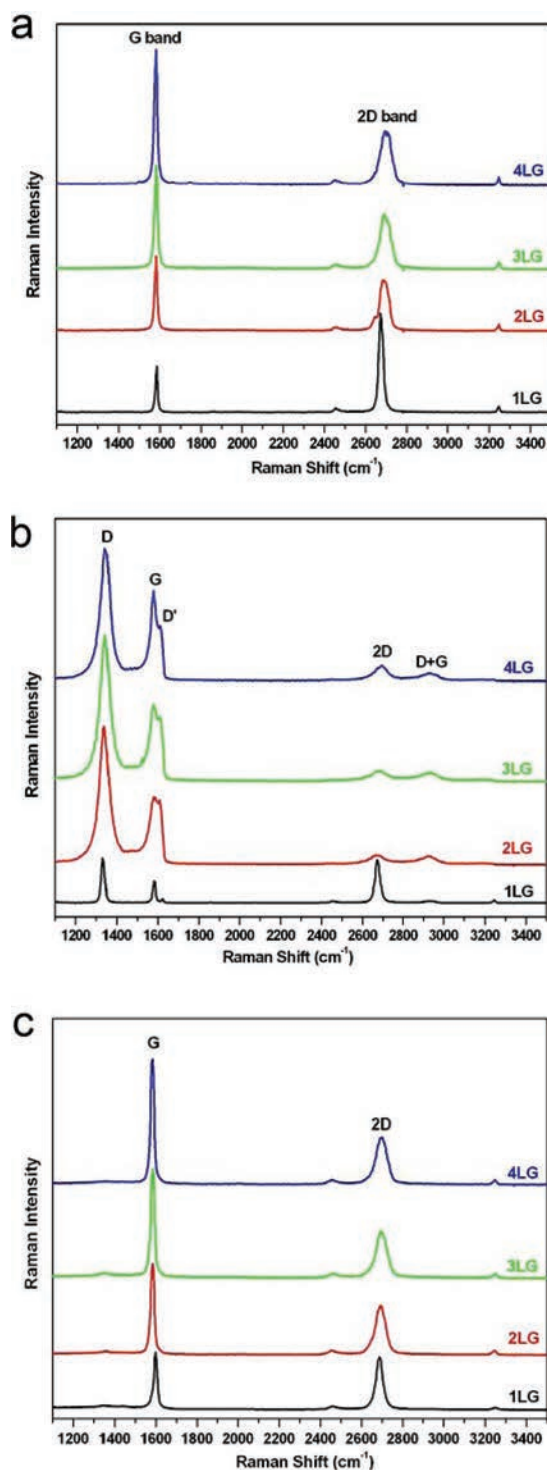 a
G band
2D band
4LG
3LG
2LG
1LG
Raman Intensity
1200 1400 1600 1800 2000 2200 2400 2600 2800 3000 3200 3400
Raman Shift (cm⁻¹)
b
D
G
D'
2D
D+G
4LG
3LG
2LG
1LG
Raman Intensity
1200 1400 1600 1800 2000 2200 2400 2600 2800 3000 3200 3400
Raman Shift (cm⁻¹)
c
G
2D
4LG
3LG
2LG
1LG
Raman Intensity
1200 1400 1600 1800 2000 2200 2400 2600 2800 3000 3200 3400
Raman Shift (cm⁻¹)